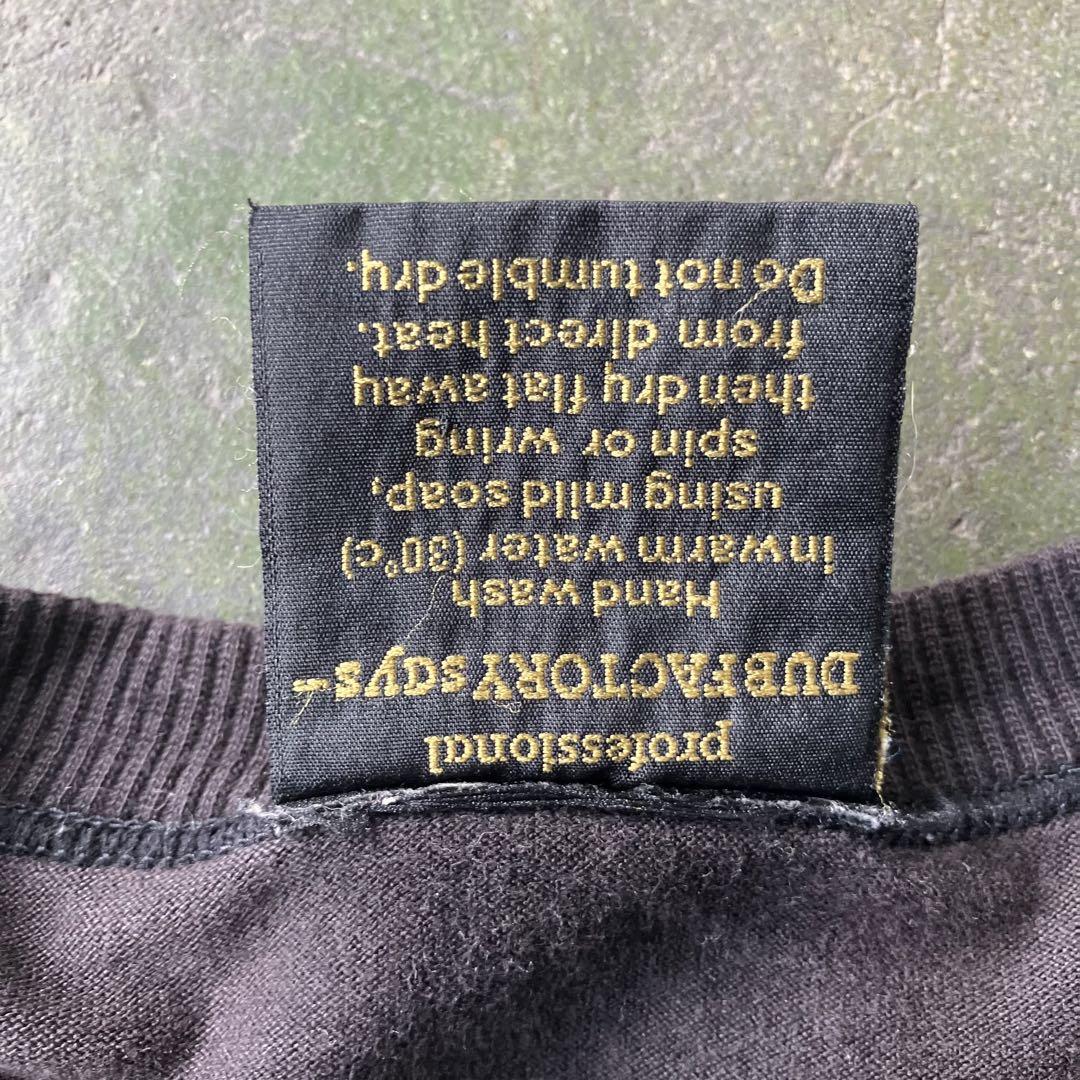 professional
DUBFACTORY says-
Hand wash
in warm water (30°c)
using mild soap,
spin or wring
then dry flat away
from direct heat.
Do not tumble dry.